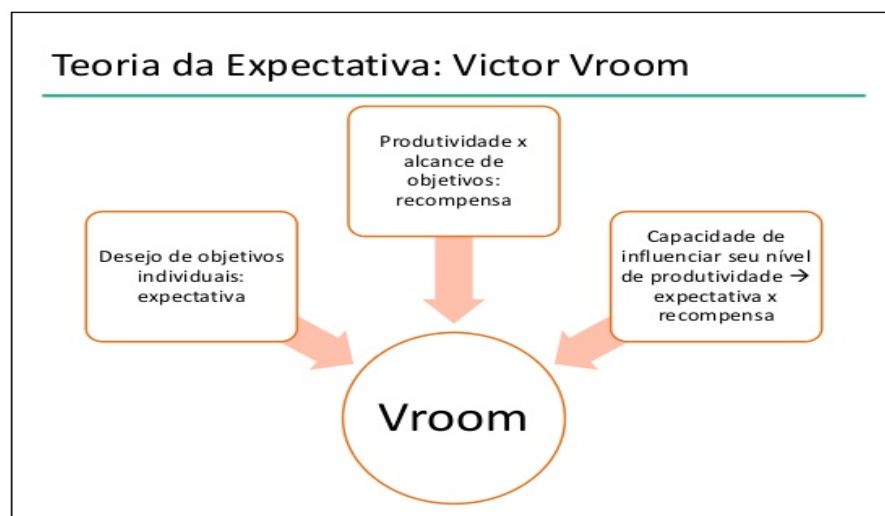 Teoria da Expectativa: Victor Vroom
Desejo de objetivos
individuais:
expectativa
Produtividade x
alcance de
objetivos:
recompensa
Capacidade de
influenciar seu nível
de produtividade →
expectativa x
recompensa
Vroom